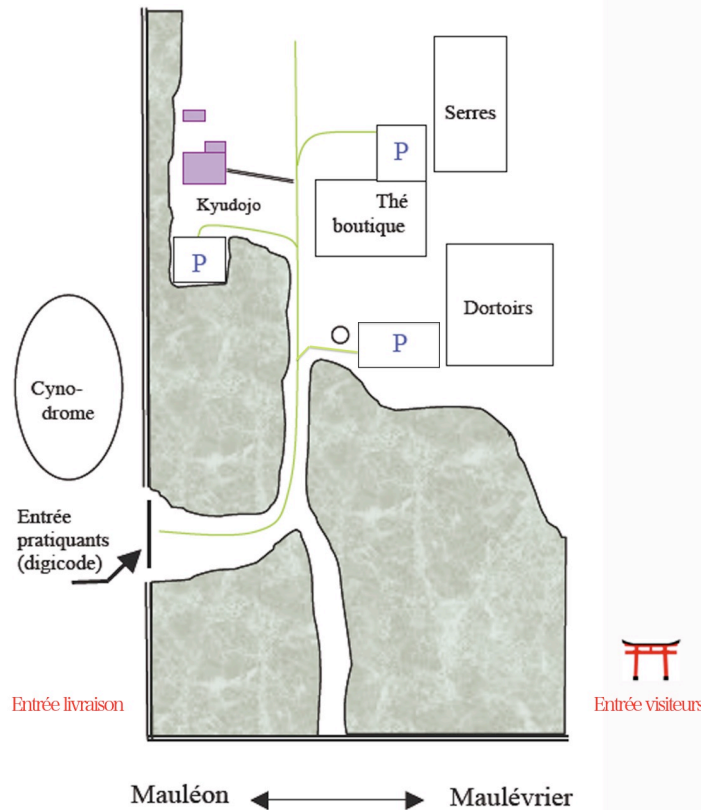 Serres
P
Thé
boutique
Kyudojo
P
Dortoirs
P
Cyno-
drome
Entrée
pratiquants
(digicode)
Entrée livraison
Entrée visiteurs
Mauléon
Maulévrier